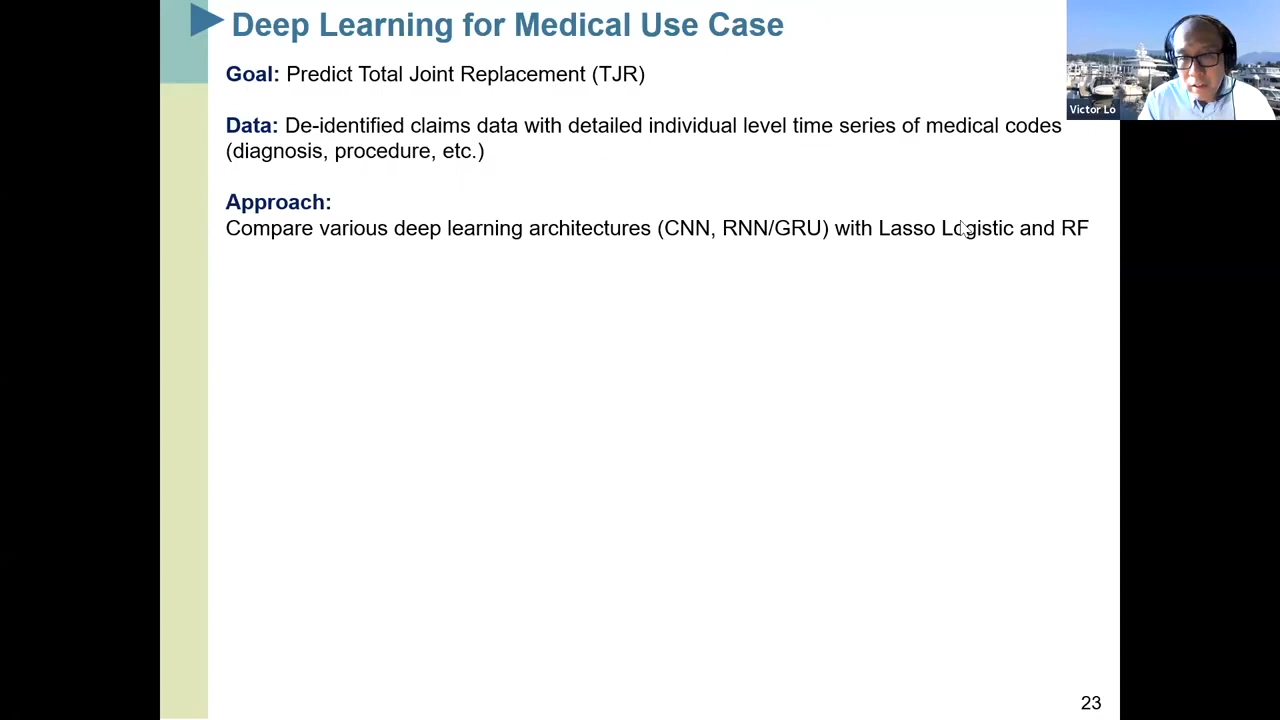 Deep Learning for Medical Use Case
Goal: Predict Total Joint Replacement (TJR)
Data: De-identified claims data with detailed individual level time series of medical codes
(diagnosis, procedure, etc.)
Approach:
Compare various deep learning architectures (CNN, RNN/GRU) with Lasso Logistic and RF
Victor Lo
23